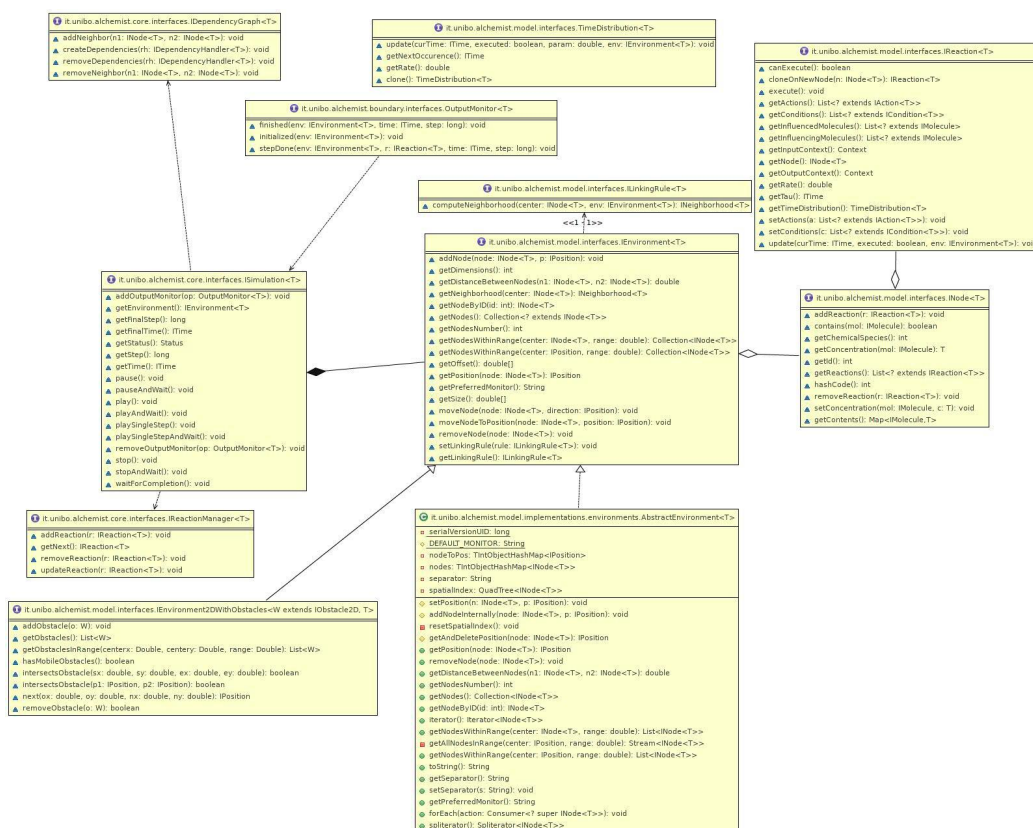 it.unibo.alchemist.core.interfaces.IDependencyGraph<T>
addNeighbor(n1: INode<T>, n2: INode<T>): void
createDependencies(rh: IDependencyHandler<T>): void
removeDependencies(rh: IDependencyHandler<T>): void
removeNeighbor(n1: INode<T>, n2: INode<T>): void
it.unibo.alchemist.model.interfaces.TimeDistribution<T>
update(curTime: ITime, executed: boolean, param: double, env: IEnvironment<T>): void
getNextOccurence(): ITime
getRate(): double
clone(): TimeDistribution<T>
it.unibo.alchemist.model.interfaces.IReaction<T>
canExecute(): boolean
cloneOnNewNode(n: INode<T>): IReaction<T>
execute(): void
getActions(): List<? extends IAction<T>>
getConditions(): List<? extends ICondition<T>>
getInfluencedMolecules(): List<? extends IMolecule>
getInfluencingMolecules(): List<? extends IMolecule>
getInputContext(): Context
getNode(): INode<T>
getOutputContext(): Context
getRate(): double
getTau(): ITime
getTimeDistribution(): TimeDistribution<T>
setActions(a: List<? extends IAction<T>>): void
setConditions(c: List<? extends ICondition<T>>): void
update(curTime: ITime, executed: boolean, env: IEnvironment<T>): voi
it.unibo.alchemist.boundary.interfaces.OutputMonitor<T>
finished(env: IEnvironment<T>, time: ITime, step: long): void
initialized(env: IEnvironment<T>): void
stepDone(env: IEnvironment<T>, r: IReaction<T>, time: ITime, step: long): void
it.unibo.alchemist.model.interfaces.ILinkingRule<T>
computeNeighborhood(center: INode<T>, env: IEnvironment<T>): INeighborhood<T>
<<1 - 1>>
it.unibo.alchemist.model.interfaces.IEnvironment<T>
addNode(node: INode<T>, p: IPosition): void
getDimensions(): int
getDistanceBetweenNodes(n1: INode<T>, n2: INode<T>): double
getNeighborhood(center: INode<T>): INeighborhood<T>
getNodeByID(id: int): INode<T>
getNodes(): Collection<? extends INode<T>>
getNodesNumber(): int
getNodesWithinRange(center: INode<T>, range: double): Collection<INode<T>>
getNodesWithinRange(center: IPosition, range: double): Collection<INode<T>>
getOffset(): double[]
getPosition(node: INode<T>): IPosition
getPreferredMonitor(): String
getSize(): double[]
moveNode(node: INode<T>, direction: IPosition): void
moveNodeToPosition(node: INode<T>, position: IPosition): void
removeNode(node: INode<T>): void
setLinkingRule(rule: ILinkingRule<T>): void
getLinkingRule(): ILinkingRule<T>
it.unibo.alchemist.core.interfaces.ISimulation<T>
addOutputMonitor(op: OutputMonitor<T>): void
getEnvironment(): IEnvironment<T>
getFinalStep(): long
getFinalTime(): ITime
getStatus(): Status
getStep(): long
getTime(): ITime
pause(): void
pauseAndWait(): void
play(): void
playAndWait(): void
playSingleStep(): void
playSingleStepAndWait(): void
removeOutputMonitor(op: OutputMonitor<T>): void
stop(): void
stopAndWait(): void
waitForCompletion(): void
it.unibo.alchemist.model.interfaces.INode<T>
addReaction(r: IReaction<T>): void
contains(mol: IMolecule): boolean
getChemicalSpecies(): int
getConcentration(mol: IMolecule): T
getId(): int
getReactions(): List<? extends IReaction<T>>
hashCode(): int
removeReaction(r: IReaction<T>): void
setConcentration(mol: IMolecule, c: T): void
getContents(): Map<IMolecule,T>
it.unibo.alchemist.core.interfaces.IReactionManager<T>
addReaction(r: IReaction<T>): void
getNext(): IReaction<T>
removeReaction(r: IReaction<T>): void
updateReaction(r: IReaction<T>): void
it.unibo.alchemist.model.interfaces.IEnvironment2DWithObstacles<W extends IObstacle2D, T>
addObstacle(o: W): void
getObstacles(): List<W>
getObstaclesInRange(centerx: Double, centery: Double, range: Double): List<W>
hasMobileObstacles(): boolean
intersectsObstacle(sx: double, sy: double, ex: double, ey: double): boolean
intersectsObstacle(p1: IPosition, p2: IPosition): boolean
next(ox: double, oy: double, nx: double, ny: double): IPosition
removeObstacle(o: W): boolean
it.unibo.alchemist.model.implementations.environments.AbstractEnvironment<T>
serialVersionUID: long
DEFAULT_MONITOR: String
nodeToPos: TIntObjectHashMap<IPosition>
nodes: TIntObjectHashMap<INode<T>>
separator: String
spatialIndex: QuadTree<INode<T>>
setPosition(n: INode<T>, p: IPosition): void
addNodeInternally(node: INode<T>, p: IPosition): void
resetSpatialIndex(): void
getAndDeletePosition(node: INode<T>): IPosition
getPosition(node: INode<T>): IPosition
removeNode(node: INode<T>): void
getDistanceBetweenNodes(n1: INode<T>, n2: INode<T>): double
getNodesNumber(): int
getNodes(): Collection<INode<T>>
getNodeByID(id: int): INode<T>
iterator(): Iterator<INode<T>>
getNodesWithinRange(center: INode<T>, range: double): List<INode<T>>
getAllNodesInRange(center: IPosition, range: double): Stream<INode<T>>
getNodesWithinRange(center: IPosition, range: double): List<INode<T>>
toString(): String
getSeparator(): String
setSeparator(s: String): void
getPreferredMonitor(): String
forEach(action: Consumer<? super INode<T>>): void
spliterator(): Spliterator<INode<T>>